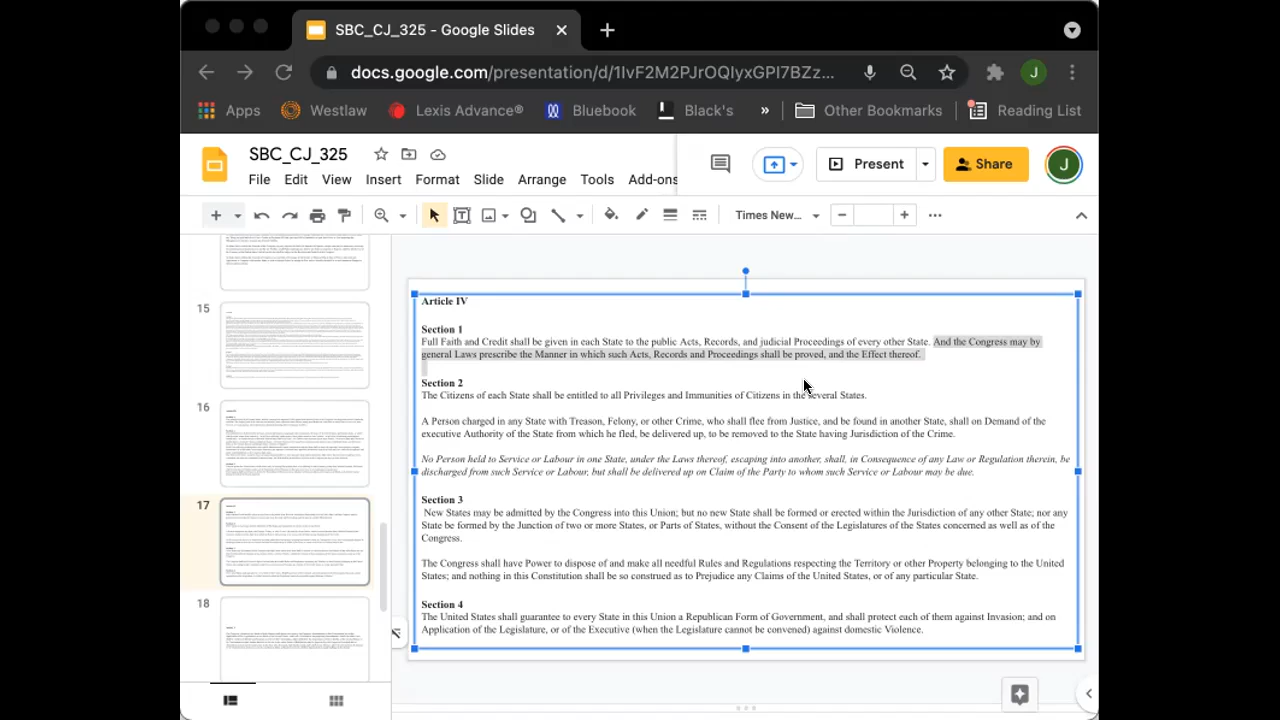 SBC_CJ_325 - Google Slides
docs.google.com/presentation/d/1IvF2M2PJrOQIyxGPI7BZz...
J
Apps Westlaw Lexis Advance® Bluebook Black's » Other Bookmarks Reading List
SBC_CJ_325
Present Share J
File Edit View Insert Format Slide Arrange Tools Add-ons
Times New...
15
16
17
18
Article IV
Section 1
Full Faith and Credit shall be given in each State to the public Acts, Records, and judicial Proceedings of every other State. And the Congress may by
general Laws prescribe the Manner in which such Acts, Records and Proceedings shall be proved, and the Effect thereof.
Section 2
The Citizens of each State shall be entitled to all Privileges and Immunities of Citizens in the several States.
A Person charged in any State with Treason, Felony, or other Crime, who shall flee from Justice, and be found in another State, shall on Demand of the
executive Authority of the State from which he fled, be delivered up, to be removed to the State having Jurisdiction of the Crime.
No Person held to Service or Labour in one State, under the Laws thereof, escaping into another, shall, in Consequence of any Law or Regulation therein, be
discharged from such Service or Labour, but shall be delivered up on Claim of the Party to whom such Service or Labour may be due.
Section 3
New States may be admitted by the Congress into this Union; but no new State shall be formed or erected within the Jurisdiction of any other State; nor any
State be formed by the Junction of two or more States, or Parts of States, without the Consent of the Legislatures of the States concerned as well as of the
Congress.
The Congress shall have Power to dispose of and make all needful Rules and Regulations respecting the Territory or other Property belonging to the United
States; and nothing in this Constitution shall be so construed as to Prejudice any Claims of the United States, or of any particular State.
Section 4
The United States shall guarantee to every State in this Union a Republican Form of Government, and shall protect each of them against Invasion; and on
Application of the Legislature, or of the Executive (when the Legislature cannot be convened) against domestic Violence.